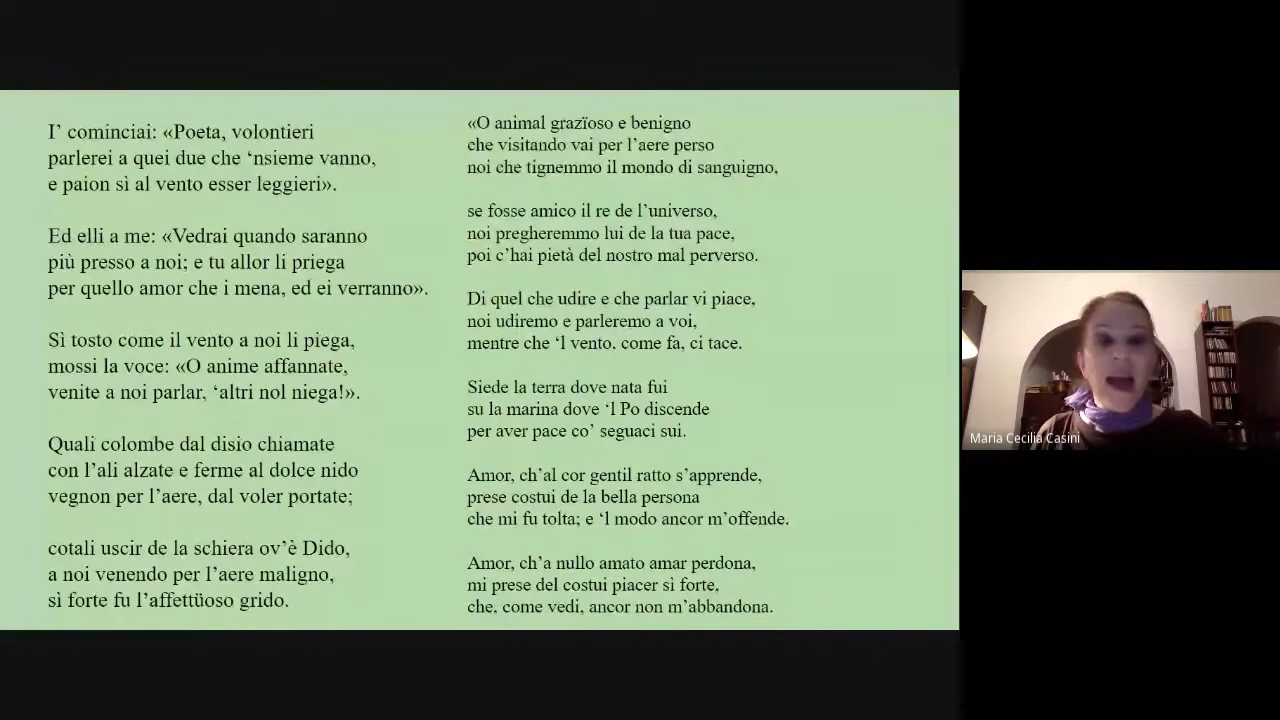 I’ cominciai: «Poeta, volontieri
parlerei a quei due che ‘nsieme vanno,
e paion sì al vento esser leggieri».
Ed elli a me: «Vedrai quando saranno
più presso a noi; e tu allor li priega
per quello amor che i mena, ed ei verranno».
Sì tosto come il vento a noi li piega,
mossi la voce: «O anime affannate,
venite a noi parlar, ‘altri nol niega!».
Quali colombe dal disio chiamate
con l’ali alzate e ferme al dolce nido
vegnon per l’aere, dal voler portate;
cotali uscir de la schiera ov’è Dido,
a noi venendo per l’aere maligno,
sì forte fu l’affettüoso grido.
«O animal grazïoso e benigno
che visitando vai per l’aere perso
noi che tignemmo il mondo di sanguigno,
se fosse amico il re de l’universo,
noi pregheremmo lui de la tua pace,
poi c’hai pietà del nostro mal perverso.
Di quel che udire e che parlar vi piace,
noi udiremo e parleremo a voi,
mentre che ‘l vento, come fa, ci tace.
Siede la terra dove nata fui
su la marina dove ‘l Po discende
per aver pace co’ seguaci sui.
Amor, ch’al cor gentil ratto s’apprende,
prese costui de la bella persona
che mi fu tolta; e ‘l modo ancor m’offende.
Amor, ch’a nullo amato amar perdona,
mi prese del costui piacer sì forte,
che, come vedi, ancor non m’abbandona.
Maria Cecilia Casini